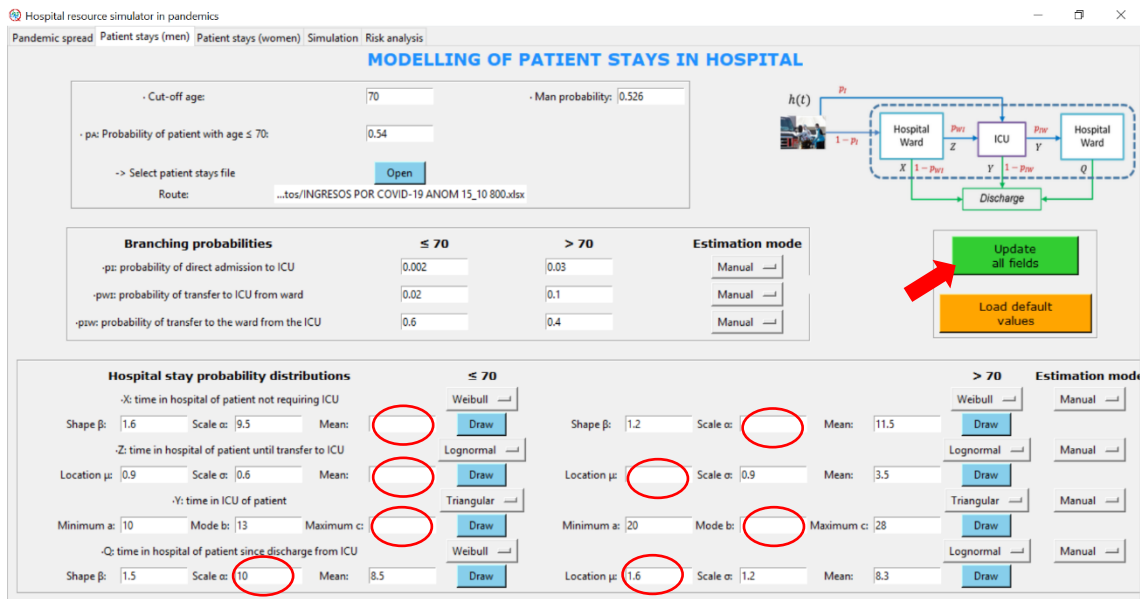 Hospital resource simulator in pandemics
Pandemic spread Patient stays (men) Patient stays (women) Simulation Risk analysis
MODELLING OF PATIENT STAYS IN HOSPITAL
· Cut-off age: 70 · Man probability: 0.526
· pA: Probability of patient with age ≤ 70: 0.54
-> Select patient stays file Open
Route: ...tos/INGRESOS POR COVID-19 ANOM 15_10 800.xlsx
h(t) pI
1 - pI Hospital Ward pWI Z ICU pIW Y Hospital Ward
X 1 - pWI Y 1 - pIW Q
Discharge
Branching probabilities ≤ 70 > 70 Estimation mode
·pI: probability of direct admission to ICU 0.002 0.03 Manual
·pWI: probability of transfer to ICU from ward 0.02 0.1 Manual
·pIW: probability of transfer to the ward from the ICU 0.6 0.4 Manual
Update
all fields
Load default
values
Hospital stay probability distributions ≤ 70 > 70 Estimation mode
·X: time in hospital of patient not requiring ICU Weibull Weibull Manual
Shape β: 1.6 Scale α: 9.5 Mean: Draw Shape β: 1.2 Scale α: Mean: 11.5 Draw
·Z: time in hospital of patient until transfer to ICU Lognormal Lognormal Manual
Location μ: 0.9 Scale σ: 0.6 Mean: Draw Location μ: Scale σ: 0.9 Mean: 3.5 Draw
·Y: time in ICU of patient Triangular Triangular Manual
Minimum a: 10 Mode b: 13 Maximum c: Draw Minimum a: 20 Mode b: Maximum c: 28 Draw
·Q: time in hospital of patient since discharge from ICU Weibull Lognormal Manual
Shape β: 1.5 Scale α: 10 Mean: 8.5 Draw Location μ: 1.6 Scale σ: 1.2 Mean: 8.3 Draw